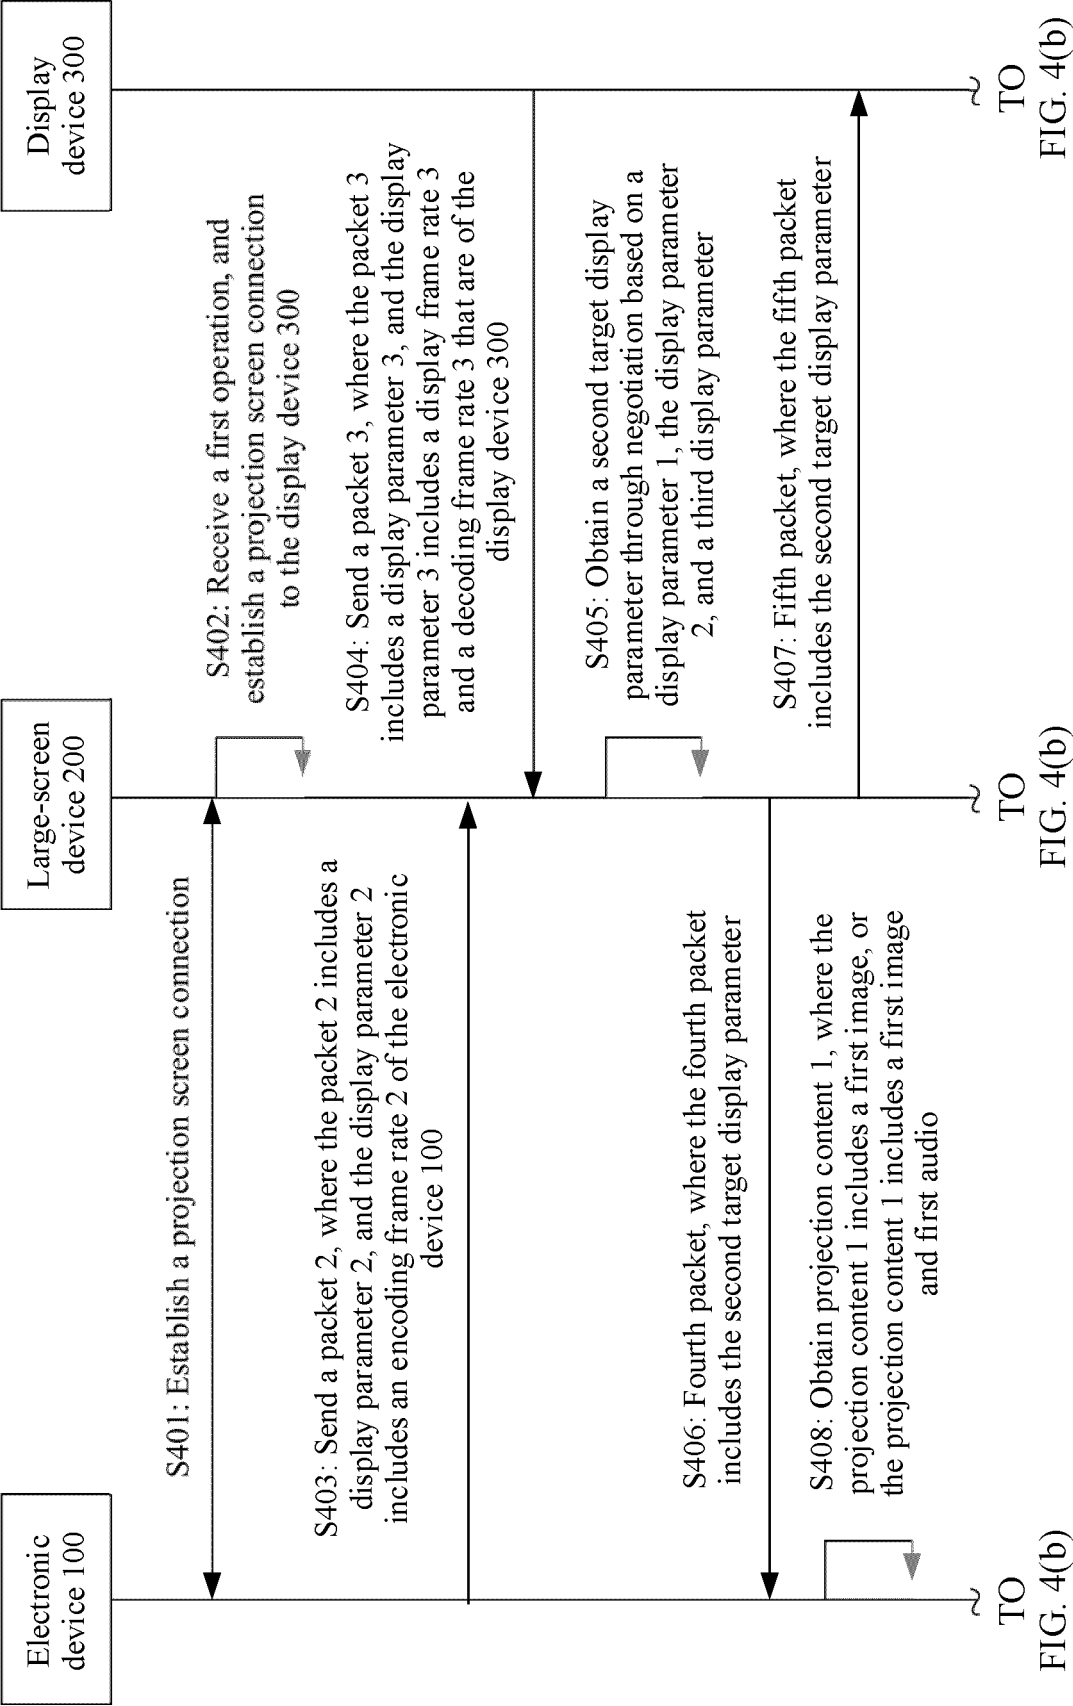 Electronic
device 100
Large-screen
device 200
Display
device 300
S401: Establish a projection screen connection
S402: Receive a first operation, and
establish a projection screen connection
to the display device 300
S403: Send a packet 2, where the packet 2 includes a
display parameter 2, and the display parameter 2
includes an encoding frame rate 2 of the electronic
device 100
S404: Send a packet 3, where the packet 3
includes a display parameter 3, and the display
parameter 3 includes a display frame rate 3
and a decoding frame rate 3 that are of the
display device 300
S405: Obtain a second target display
parameter through negotiation based on a
display parameter 1, the display parameter
2, and a third display parameter
S406: Fourth packet, where the fourth packet
includes the second target display parameter
S407: Fifth packet, where the fifth packet
includes the second target display parameter
S408: Obtain projection content 1, where the
projection content 1 includes a first image, or
the projection content 1 includes a first image
and first audio
TO
FIG. 4(b)
TO
FIG. 4(b)
TO
FIG. 4(b)